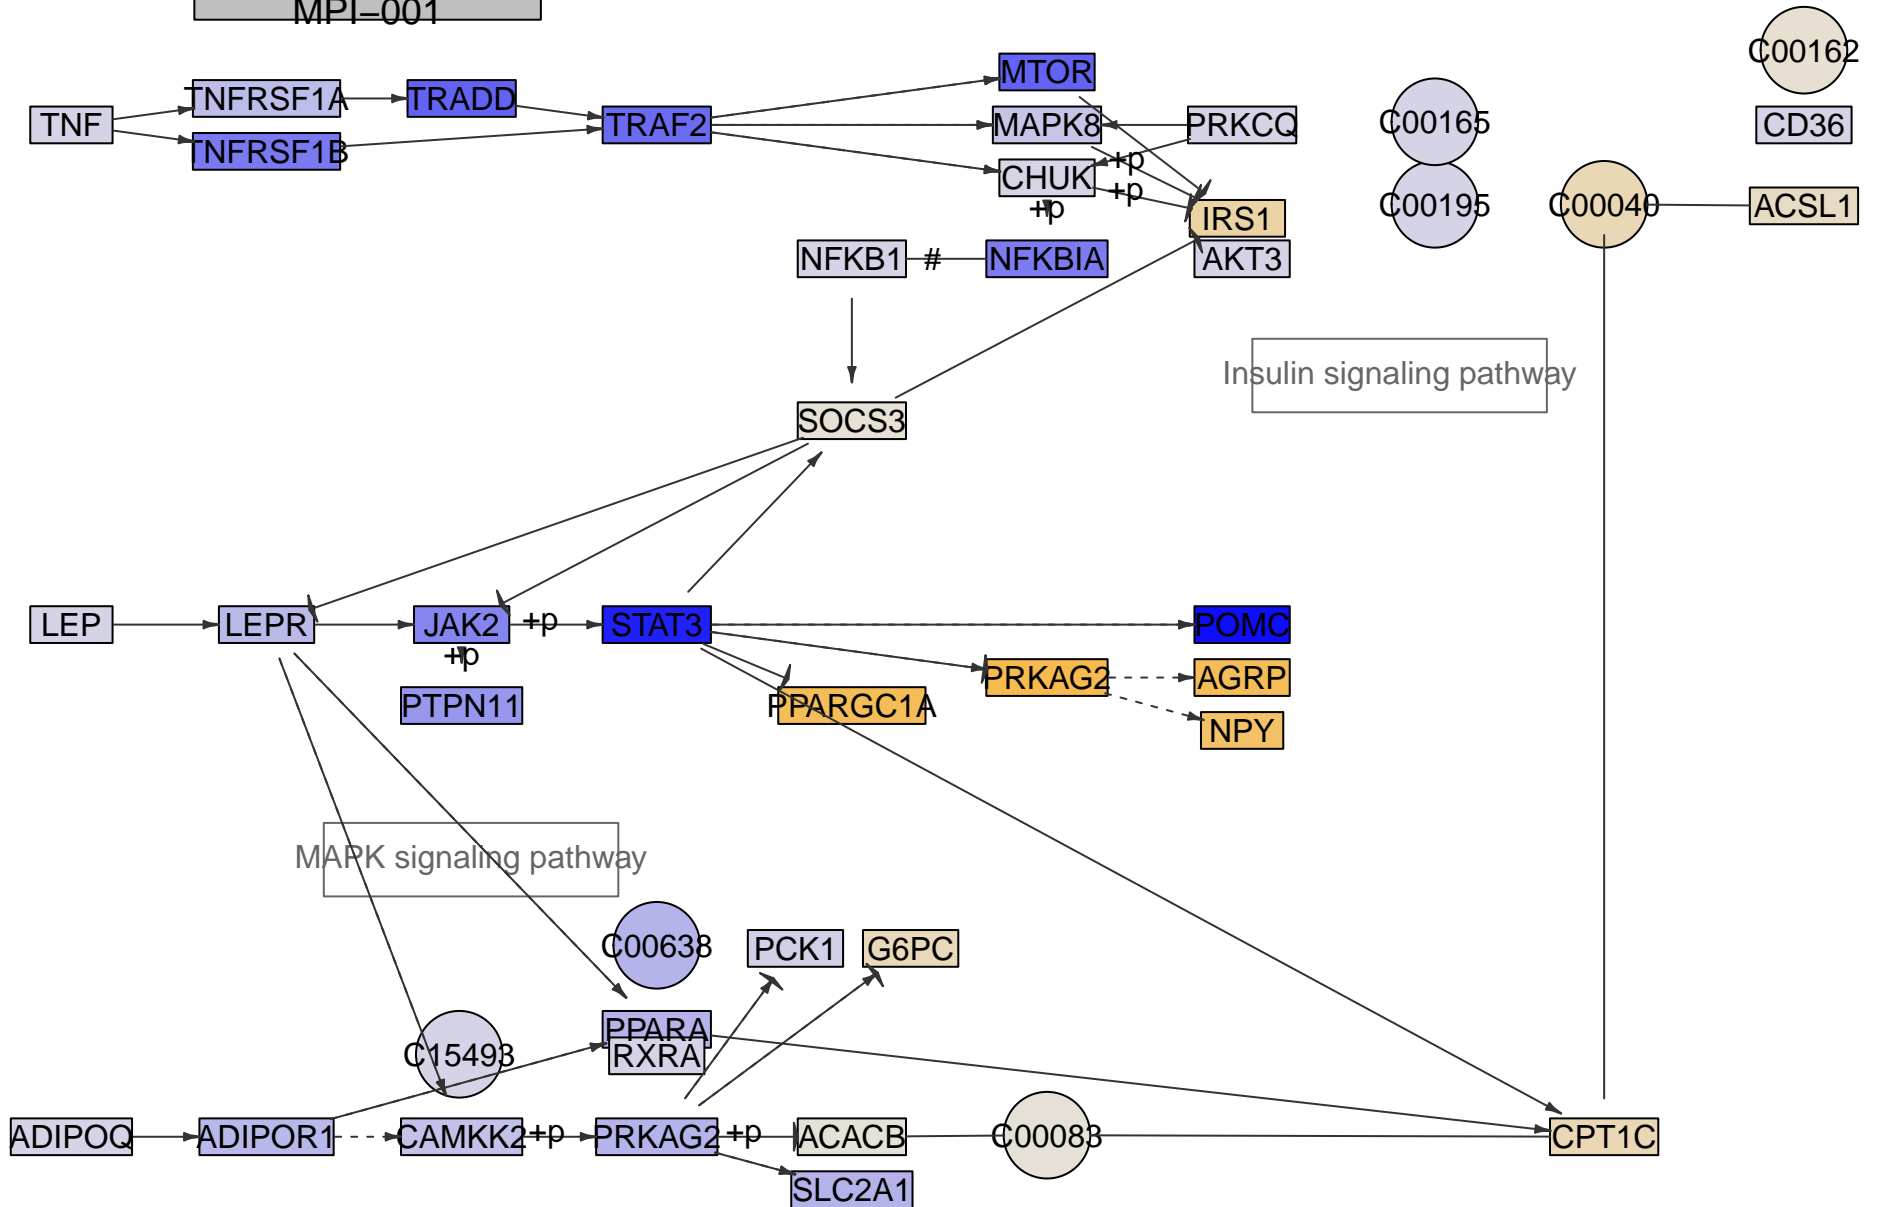 MPI–001
C00162
MTOR
TNFRSF1A
TRADD
TNF
TRAF2
MAPK8
PRKCQ
C00165
CD36
TNFRSF1B
+p
CHUK
+p
+p
IRS1
C00195
C00040
ACSL1
NFKB1
#
NFKBIA
AKT3
Insulin signaling pathway
SOCS3
LEP
LEPR
JAK2
+p
STAT3
POMC
+p
PRKAG2
AGRP
PTPN11
PPARGC1A
NPY
MAPK signaling pathway
C00638
PCK1
G6PC
PPARA
C15493
RXRA
ADIPOQ
ADIPOR1
CAMKK2
+p
PRKAG2
+p
ACACB
C00083
CPT1C
SLC2A1